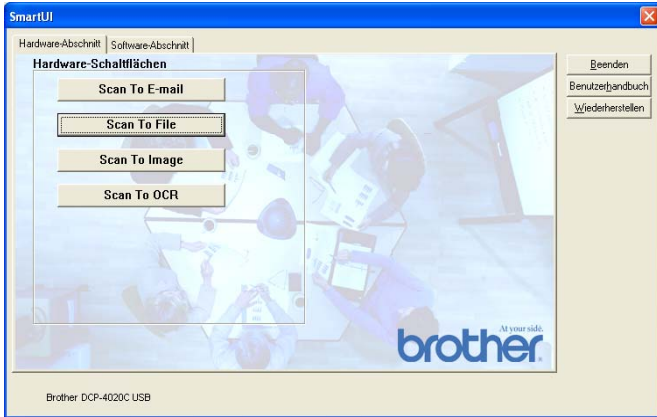 SmartUI
Hardware-Abschnitt Software-Abschnitt
Hardware-Schaltflächen
Scan To E-mail
Scan To File
Scan To Image
Scan To OCR
Beenden
Benutzerhandbuch
Wiederherstellen
At your side.
brother
Brother DCP-4020C USB